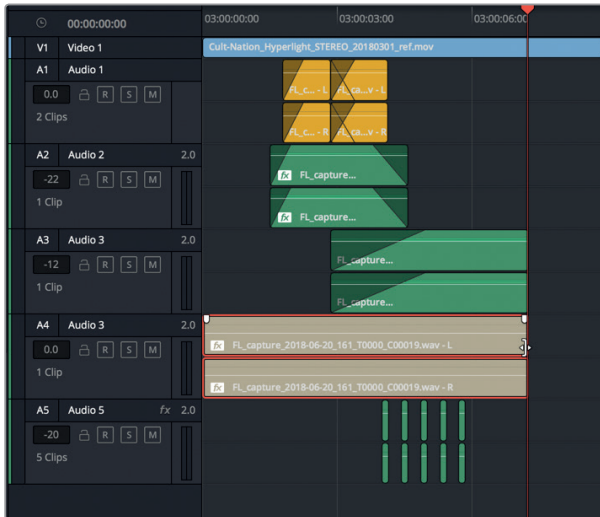 00:00:00:00
03:00:00:00 03:00:03:00 03:00:06:00
V1 Video 1
Cult-Nation_Hyperlight_STEREO_20180301_ref.mov
A1 Audio 1
0.0 R S M
2 Clips
FL_c... - L FL_ca...v - L
FL_c... - R FL_ca...v - R
A2 Audio 2 2.0
-22 R S M
1 Clip
fx FL_capture...
fx FL_capture...
A3 Audio 3 2.0
-12 R S M
1 Clip
FL_capture...
FL_capture...
A4 Audio 3 2.0
0.0 R S M
1 Clip
fx FL_capture_2018-06-20_161_T0000_C00019.wav - L
fx FL_capture_2018-06-20_161_T0000_C00019.wav - R
A5 Audio 5 fx 2.0
-20 R S M
5 Clips